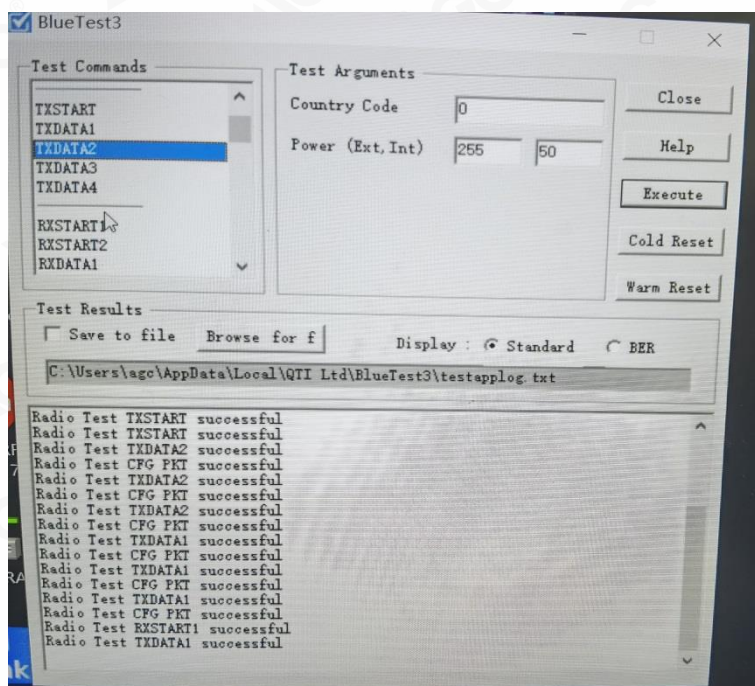 BlueTest3
Test Commands
TXSTART
TXDATA1
TXDATA2
TXDATA3
TXDATA4
RXSTART1
RXSTART2
RXDATA1
Test Arguments
Country Code 0
Power (Ext, Int) 255 50
Close
Help
Execute
Cold Reset
Warm Reset
Test Results
Save to file Browse for f Display : Standard BER
C:\Users\agc\AppData\Local\QTI Ltd\BlueTest3\testapplog.txt
Radio Test TXSTART successful
Radio Test TXSTART successful
Radio Test TXDATA2 successful
Radio Test CFG PKT successful
Radio Test TXDATA2 successful
Radio Test CFG PKT successful
Radio Test TXDATA2 successful
Radio Test CFG PKT successful
Radio Test TXDATA1 successful
Radio Test CFG PKT successful
Radio Test TXDATA1 successful
Radio Test CFG PKT successful
Radio Test TXDATA1 successful
Radio Test CFG PKT successful
Radio Test RXSTART1 successful
Radio Test TXDATA1 successful